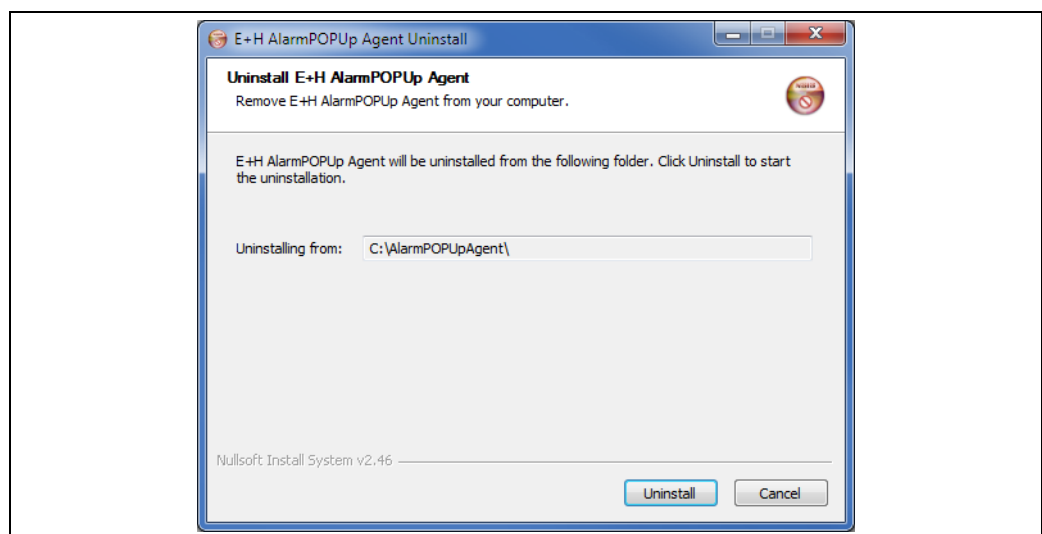 E+H AlarmPOPUp Agent Uninstall
Uninstall E+H AlarmPOPUp Agent
Remove E+H AlarmPOPUp Agent from your computer.
E+H AlarmPOPUp Agent will be uninstalled from the following folder. Click Uninstall to start
the uninstallation.
Uninstalling from: C:\AlarmPOPUpAgent\
Nullsoft Install System v2.46
Uninstall Cancel